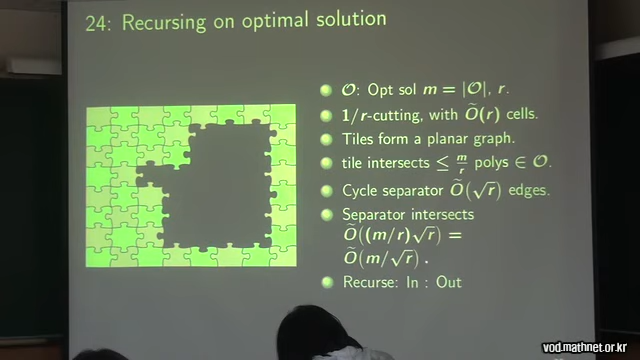 24: Recursing on optimal solution
𝒪: Opt sol m = |𝒪|, r.
1/r-cutting, with Õ(r) cells.
Tiles form a planar graph.
tile intersects ≤ m/r polys ∈ 𝒪.
Cycle separator Õ(√r) edges.
Separator intersects
Õ((m/r)√r) =
Õ(m/√r) .
Recurse: In : Out
vod.mathnet.or.kr